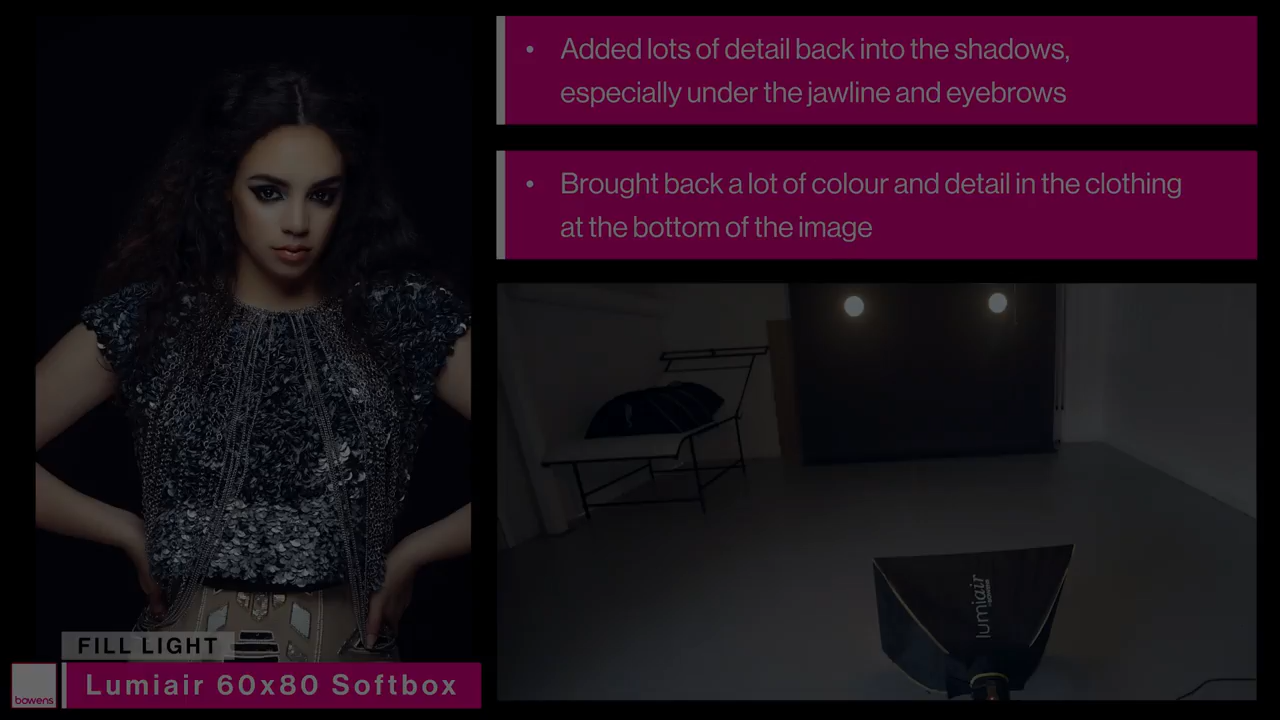 • Added lots of detail back into the shadows,
especially under the jawline and eyebrows
• Brought back a lot of colour and detail in the clothing
at the bottom of the image
lumiair
FILL LIGHT
Lumiair 60x80 Softbox
bowens